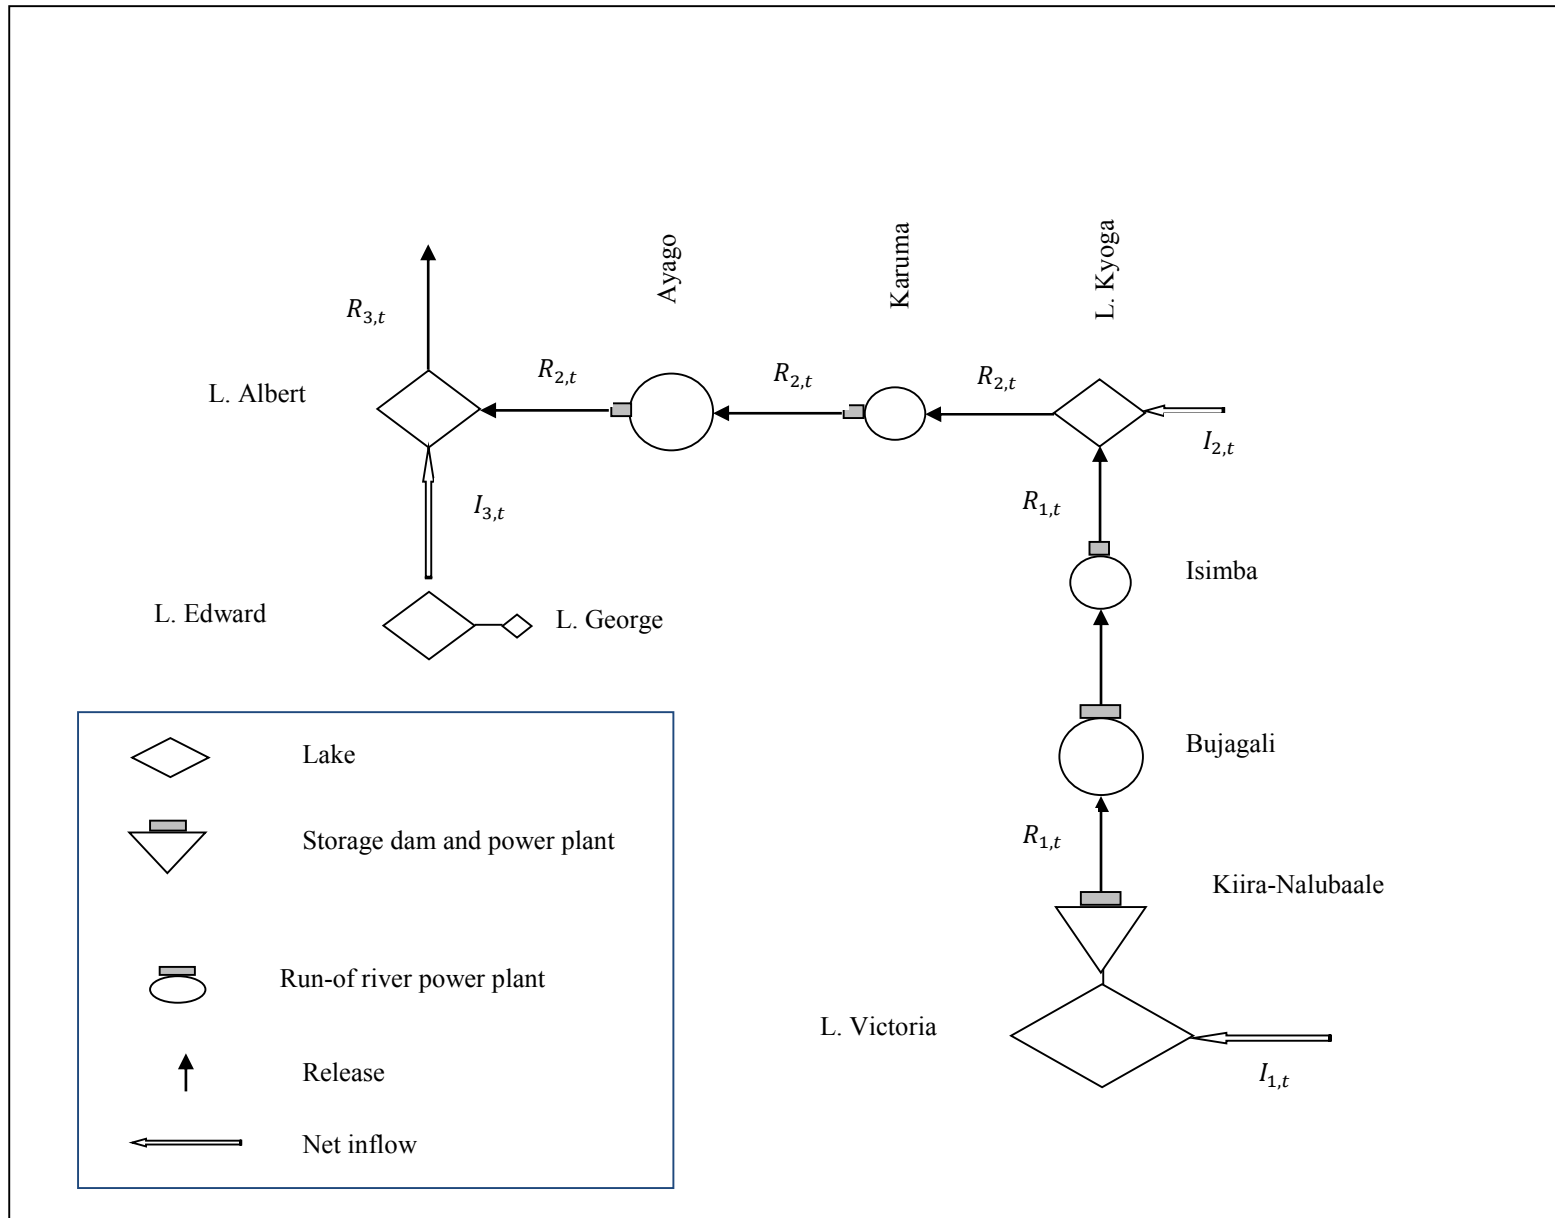 Ayago
Karuma
L. Kyoga
R₃,t
L. Albert
R₂,t
R₂,t
R₂,t
I₂,t
I₃,t
R₁,t
Isimba
L. Edward
L. George
Bujagali
R₁,t
Kiira-Nalubaale
L. Victoria
I₁,t
Lake
Storage dam and power plant
Run-of river power plant
Release
Net inflow